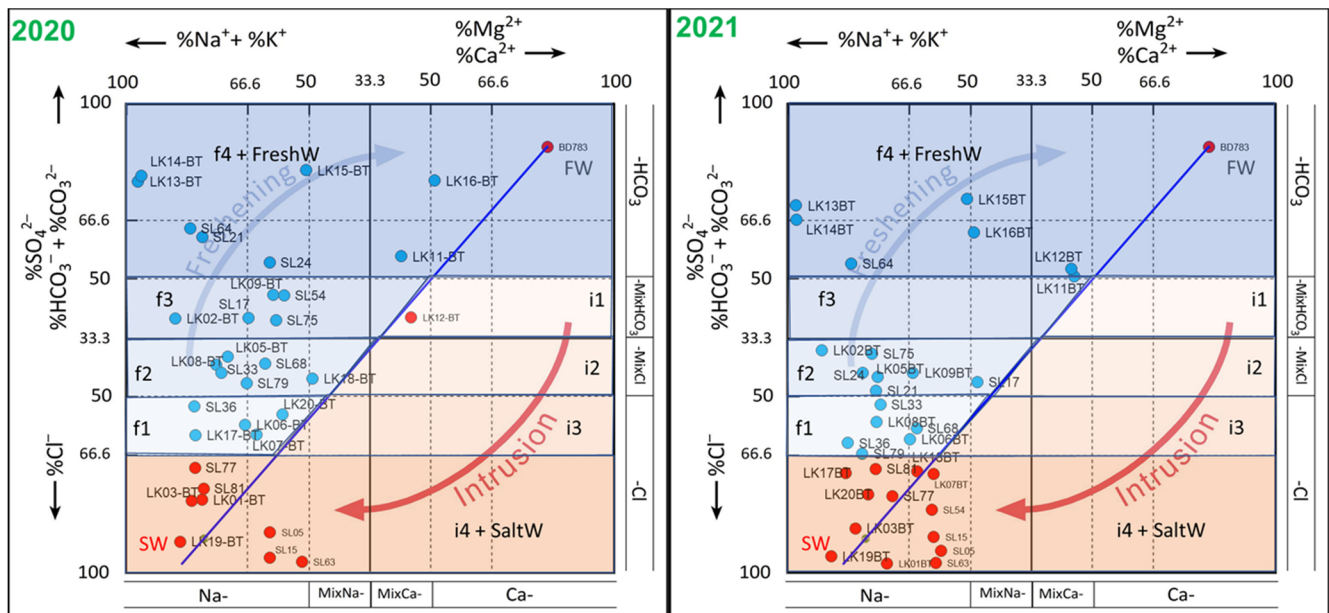 2020
%Na⁺ + %K⁺
%Mg²⁺
%Ca²⁺
100
66.6
50
33.3
50
66.6
100
%SO₄²⁻
%HCO₃⁻ + %CO₃²⁻
%Cl⁻
100
66.6
50
33.3
50
66.6
100
f4 + FreshW
Freshening
LK14-BT
LK13-BT
LK15-BT
LK16-BT
BD783
FW
SL64
SL21
SL24
LK11-BT
f3
LK09-BT
SL54
SL17
LK02-BT
SL75
LK12-BT
i1
LK05-BT
LK08-BT
SL33
SL68
f2
SL79
LK18-BT
i2
SL36
LK20-BT
LK06-BT
f1
LK17-BT
LK07-BT
i3
Intrusion
SL77
SL81
LK03-BT
LK01-BT
SL05
SW
LK19-BT
SL15
SL63
i4 + SaltW
-HCO₃
-MixHCO₃
-MixCl
-Cl
Na-
MixNa-
MixCa-
Ca-
2021
%Na⁺ + %K⁺
%Mg²⁺
%Ca²⁺
100
66.6
50
33.3
50
66.6
100
%SO₄²⁻
%HCO₃⁻ + %CO₃²⁻
%Cl⁻
100
66.6
50
33.3
50
66.6
100
f4 + FreshW
Freshening
BD783
FW
LK13BT
LK14BT
LK15BT
LK16BT
SL64
LK12BT
LK11BT
f3
i1
LK02BT
SL75
SL24
LK05BT
LK09BT
f2
SL21
SL17
i2
SL33
LK08BT
SL68
f1
SL36
LK06BT
i3
SL79
LK18BT
Intrusion
LK17BT
SL81
LK07BT
LK20BT
SL77
SL54
LK03BT
SL15
SW
SL05
LK19BT
LK01BT
SL63
i4 + SaltW
-HCO₃
-MixHCO₃
-MixCl
-Cl
Na-
MixNa-
MixCa-
Ca-